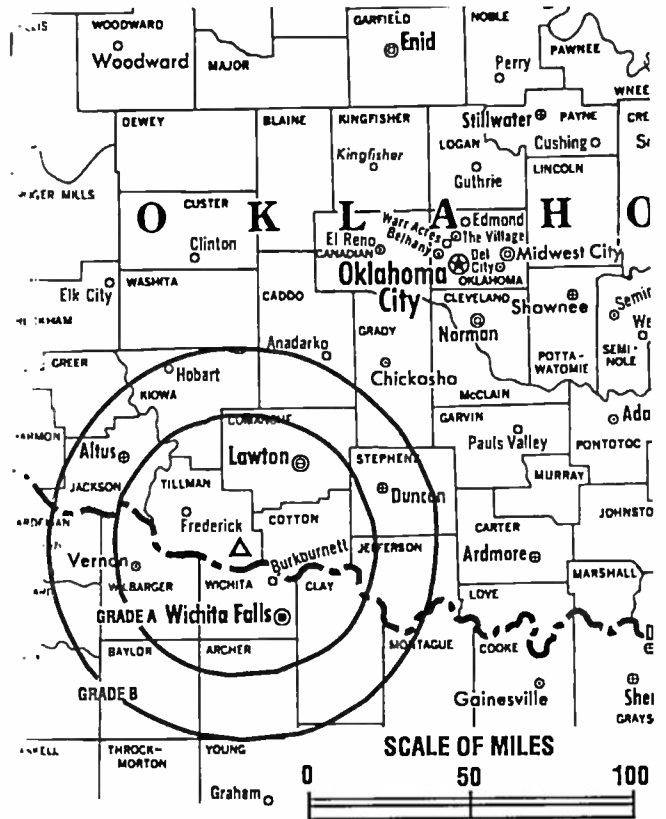 WOODWARD
GARFIELD
NOBLE
Woodward
Enid
PAWNEE
MAJOR
Perry
DEWEY
BLAINE
KINGFISHER
Stillwater
PAYNE
Kingfisher
LOGAN
Cushing
Guthrie
LINCOLN
CUSTER
O K L A H O
Warr Acres
Edmond
Bethany
The Village
Clinton
El Reno
CANADIAN
Del City
Midwest City
Oklahoma City
OKLAHOMA
WASHITA
Elk City
CADDO
CLEVELAND
Shawnee
Norman
GRADY
Anadarko
GREER
Hobart
Chickasha
POTTA-
WATOMIE
SEMI-
NOLE
KIOWA
McCLAIN
COMANCHE
GARVIN
Pauls Valley
PONTOTOC
Altus
Lawton
STEPHENS
MURRAY
JACKSON
TILLMAN
Duncan
Frederick
COTTON
CARTER
JEFFERSON
Ardmore
Vernon
WILBARGER
WICHITA
Burkburnett
CLAY
MARSHALL
LOVE
GRADE A
Wichita Falls
BAYLOR
ARCHER
MONTAGUE
COOKE
GRADE B
Gainesville
SCALE OF MILES
THROCK-
MORTON
YOUNG
0 50 100
Graham